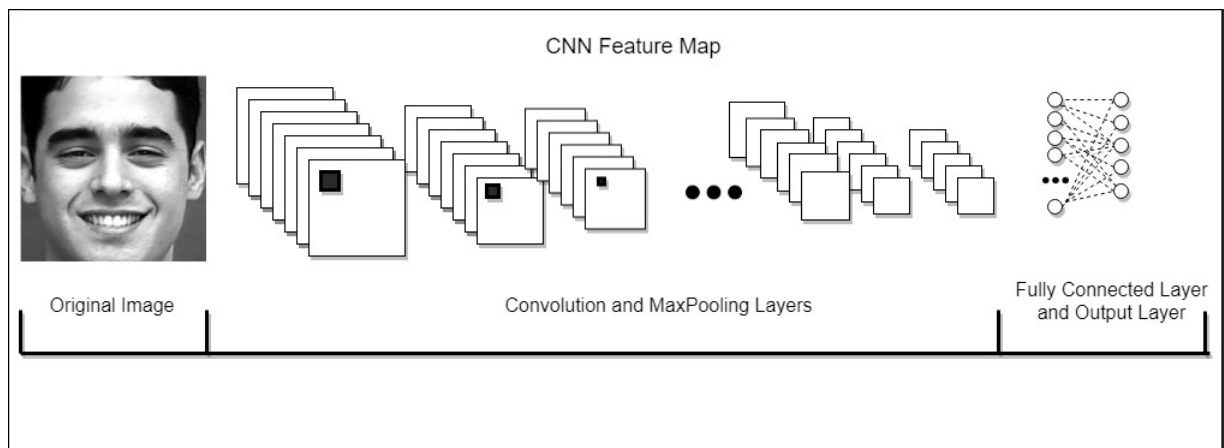 CNN Feature Map
Original Image
Convolution and MaxPooling Layers
Fully Connected Layer
and Output Layer